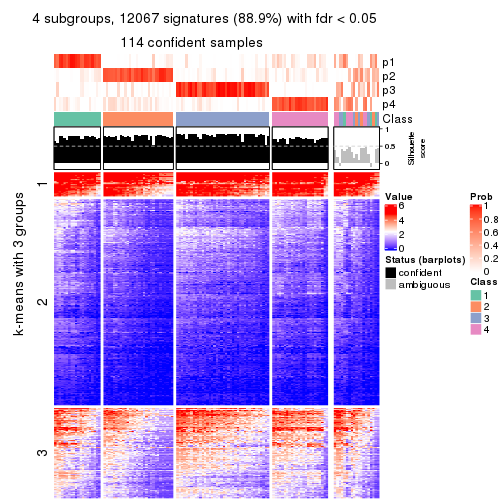 4 subgroups, 12067 signatures (88.9%) with fdr < 0.05
114 confident samples
p1
p2
p3
p4
Class
1
0.5
0
Silhouette
score
k-means with 3 groups
1
2
3
Value
6
4
2
0
Status (barplots)
confident
ambiguous
Prob
1
0.8
0.6
0.4
0.2
0
Class
1
2
3
4